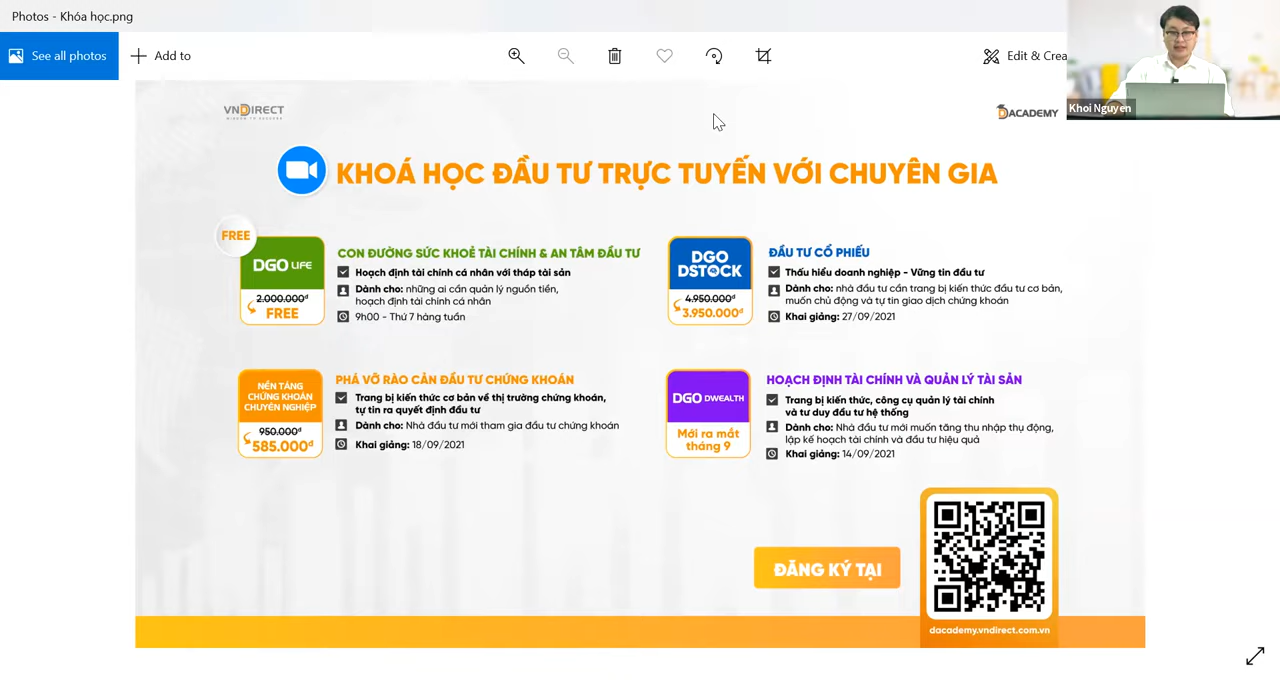 Photos - Khóa học.png
See all photos
Add to
Edit & Crea
Khoi Nguyen
VNDIRECT
WISDOM TO SUCCESS
DACADEMY
KHOÁ HỌC ĐẦU TƯ TRỰC TUYẾN VỚI CHUYÊN GIA
FREE
DGO LIFE
2.000.000đ
FREE
CON ĐƯỜNG SỨC KHOẺ TÀI CHÍNH & AN TÂM ĐẦU TƯ
Hoạch định tài chính cá nhân với tháp tài sản
Dành cho: những ai cần quản lý nguồn tiền,
hoạch định tài chính cá nhân
9h00 - Thứ 7 hàng tuần
DGO
DSTOCK
4.950.000đ
3.950.000đ
ĐẦU TƯ CỔ PHIẾU
Thấu hiểu doanh nghiệp - Vững tin đầu tư
Dành cho: nhà đầu tư cần trang bị kiến thức đầu tư cơ bản,
muốn chủ động và tự tin giao dịch chứng khoán
Khai giảng: 27/09/2021
NỀN TẢNG
CHỨNG KHOÁN
CHUYÊN NGHIỆP
950.000đ
585.000đ
PHÁ VỠ RÀO CẢN ĐẦU TƯ CHỨNG KHOÁN
Trang bị kiến thức cơ bản về thị trường chứng khoán,
tự tin ra quyết định đầu tư
Dành cho: Nhà đầu tư mới tham gia đầu tư chứng khoán
Khai giảng: 18/09/2021
DGO DWEALTH
Mới ra mắt
tháng 9
HOẠCH ĐỊNH TÀI CHÍNH VÀ QUẢN LÝ TÀI SẢN
Trang bị kiến thức, công cụ quản lý tài chính
và tư duy đầu tư hệ thống
Dành cho: Nhà đầu tư mới muốn tăng thu nhập thụ động,
lập kế hoạch tài chính và đầu tư hiệu quả
Khai giảng: 14/09/2021
ĐĂNG KÝ TẠI
dacademy.vndirect.com.vn